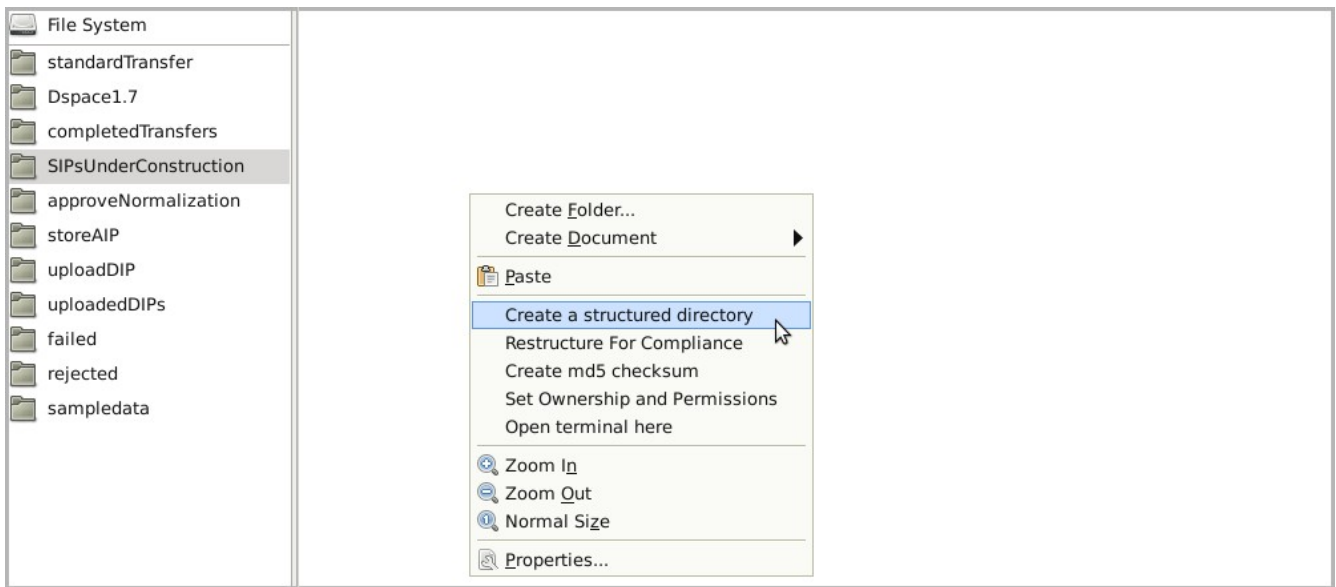 File System
standardTransfer
Dspace1.7
completedTransfers
SIPsUnderConstruction
approveNormalization
storeAIP
uploadDIP
uploadedDIPs
failed
rejected
sampledata
Create Folder...
Create Document
Paste
Create a structured directory
Restructure For Compliance
Create md5 checksum
Set Ownership and Permissions
Open terminal here
Zoom In
Zoom Out
Normal Size
Properties...